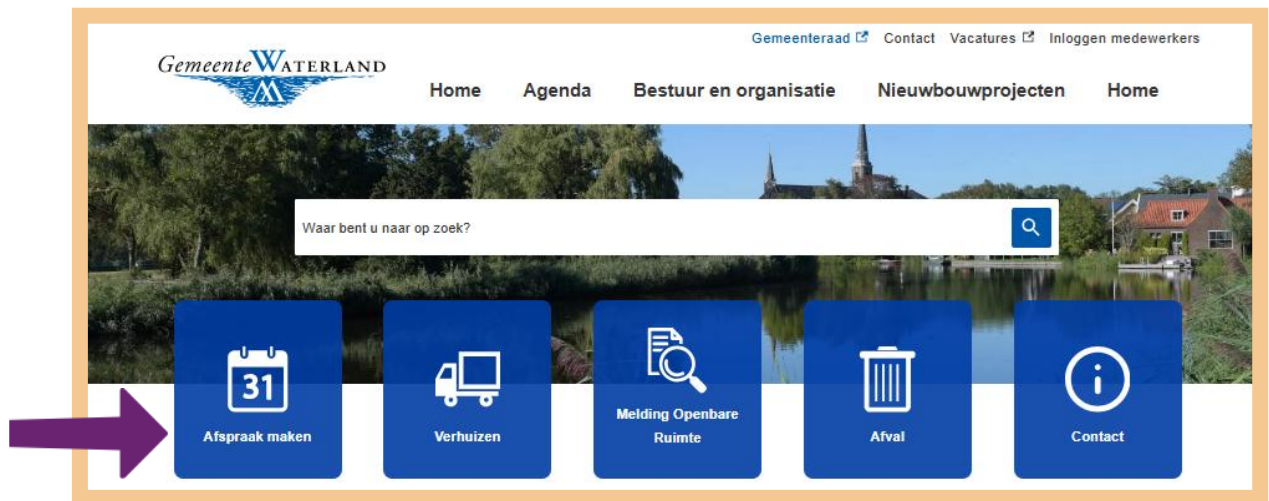 Gemeenteraad Contact Vacatures Inloggen medewerkers
Gemeente WATERLAND
Home Agenda Bestuur en organisatie Nieuwbouwprojecten Home
Waar bent u naar op zoek?
31
Afspraak maken
Verhuizen
Melding Openbare
Ruimte
Afval
Contact